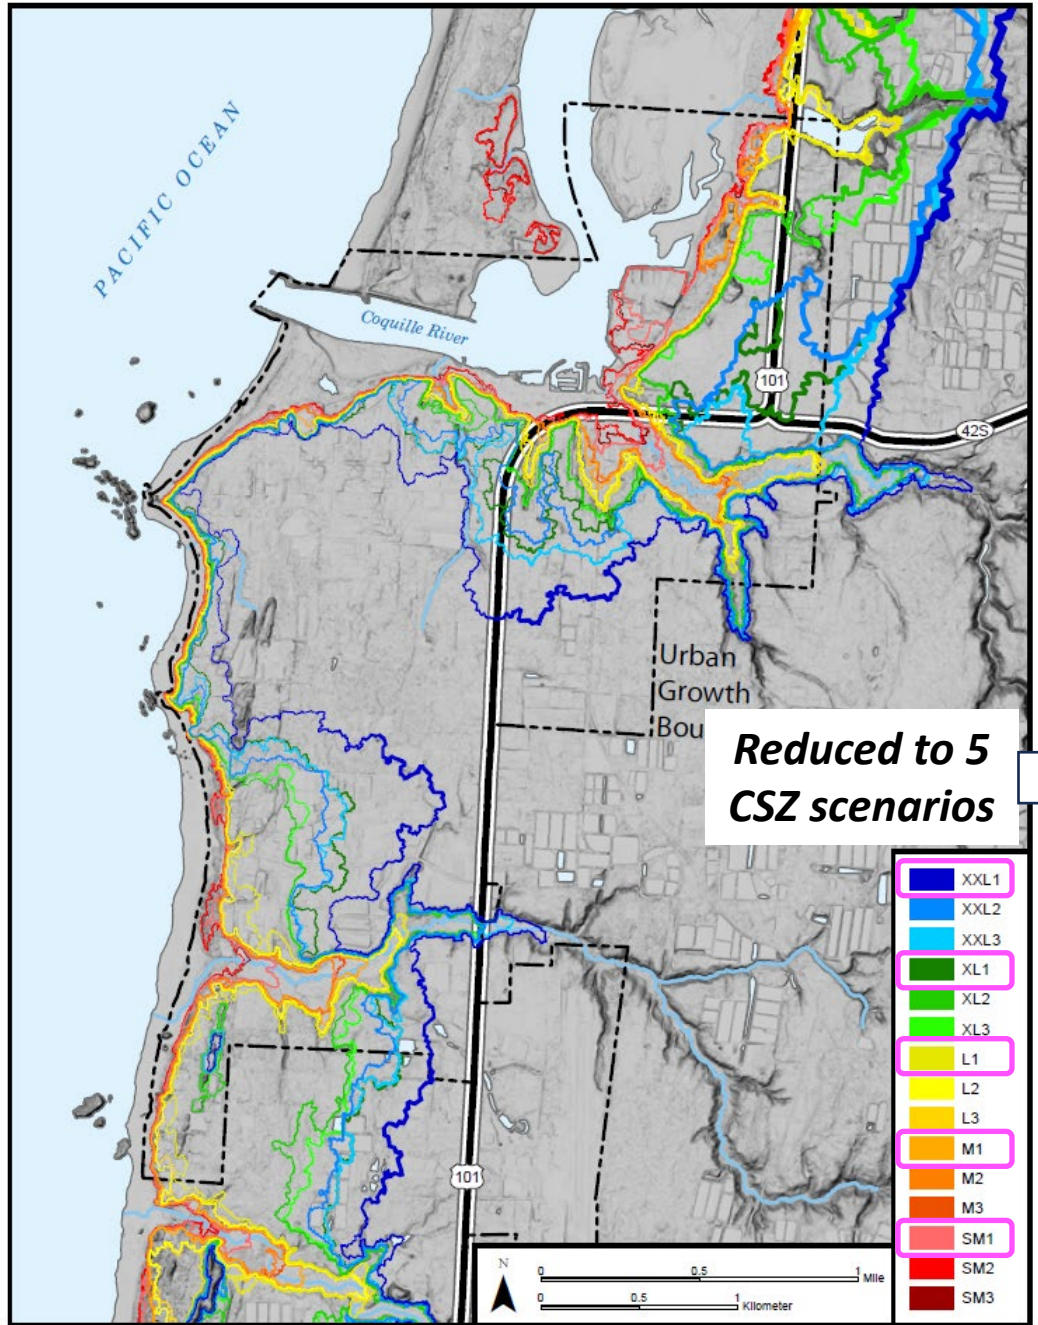 PACIFIC OCEAN
Coquille River
101
42S
Urban
Growth
Bou
Reduced to 5
CSZ scenarios
XXL1
XXL2
XXL3
XL1
XL2
XL3
L1
L2
L3
M1
M2
M3
SM1
SM2
SM3
101
N
0 0.5 1 Mile
0 0.5 1 Kilometer